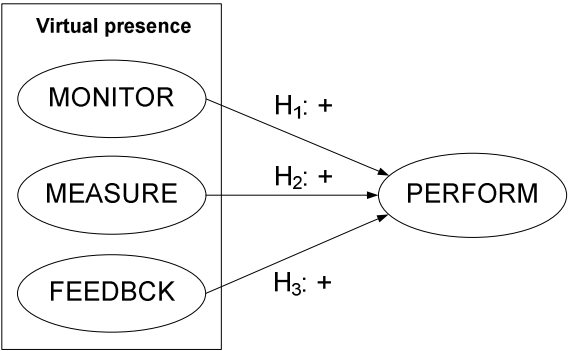 Virtual presence
MONITOR
H₁: +
MEASURE
H₂: +
PERFORM
FEEDBCK
H₃: +